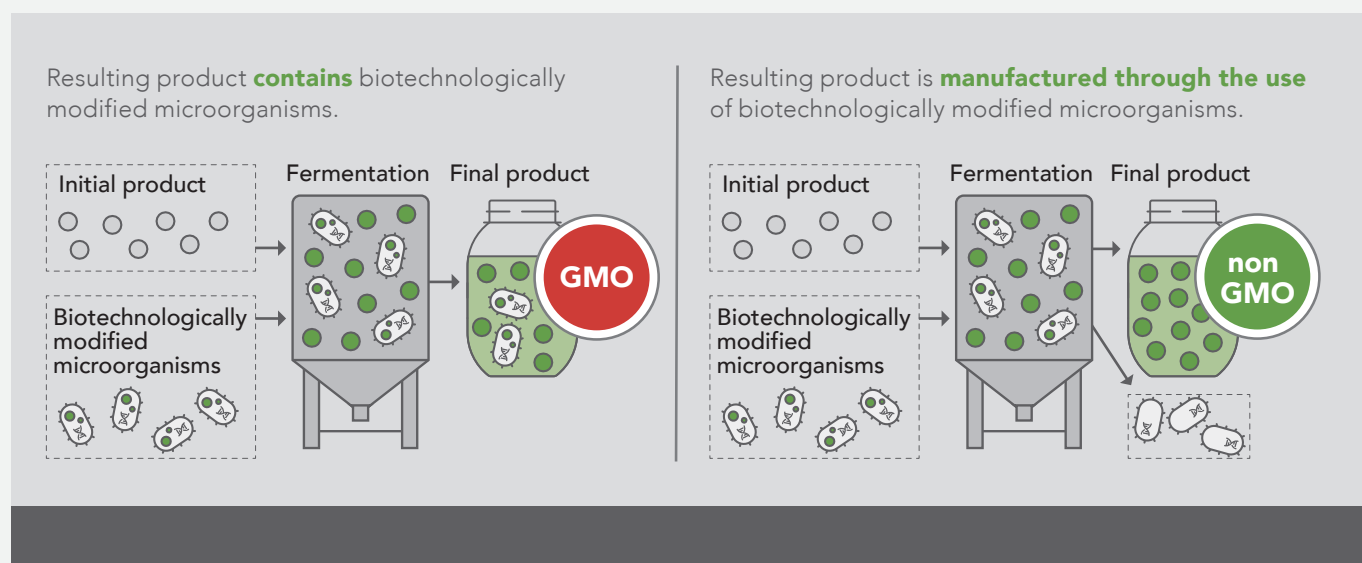 Resulting product contains biotechnologically
modified microorganisms.
Initial product
Fermentation
Final product
GMO
Biotechnologically
modified
microorganisms
Resulting product is manufactured through the use
of biotechnologically modified microorganisms.
Initial product
Fermentation
Final product
non
GMO
Biotechnologically
modified
microorganisms